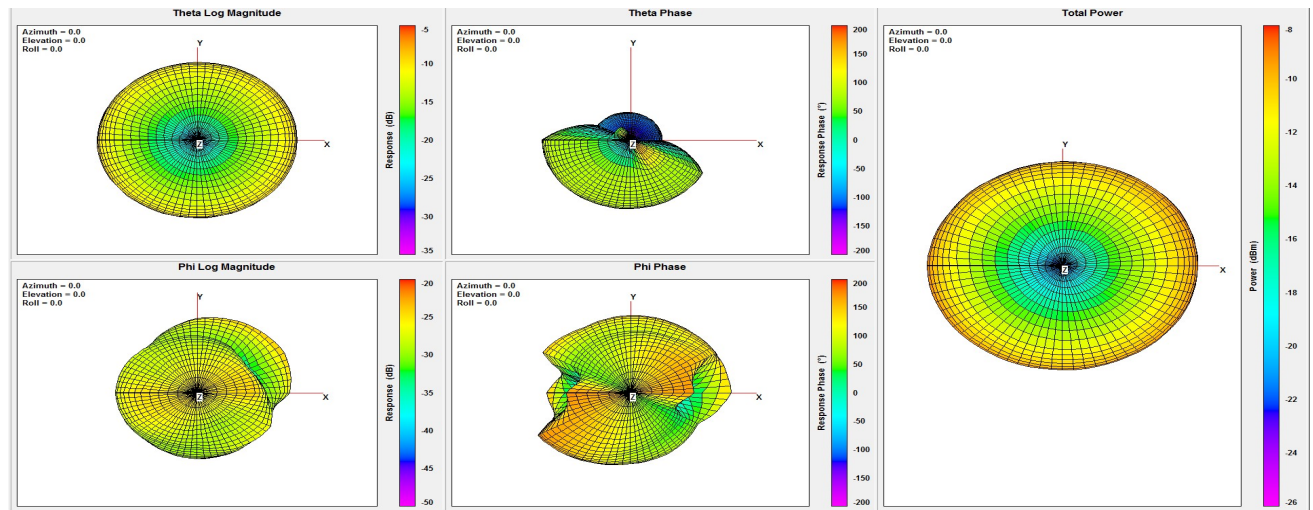 Theta Log Magnitude
Azimuth = 0.0
Elevation = 0.0
Roll = 0.0
Y
X
Z
Response (dB)
-5
-10
-15
-20
-25
-30
-35
Theta Phase
Azimuth = 0.0
Elevation = 0.0
Roll = 0.0
Y
X
Z
Response Phase (°)
200
150
100
50
0
-50
-100
-150
-200
Total Power
Azimuth = 0.0
Elevation = 0.0
Roll = 0.0
Y
X
Z
Power (dBm)
-8
-10
-12
-14
-16
-18
-20
-22
-24
-26
Phi Log Magnitude
Azimuth = 0.0
Elevation = 0.0
Roll = 0.0
Y
X
Z
Response (dB)
-20
-25
-30
-35
-40
-45
-50
Phi Phase
Azimuth = 0.0
Elevation = 0.0
Roll = 0.0
Y
X
Z
Response Phase (°)
200
150
100
50
0
-50
-100
-150
-200